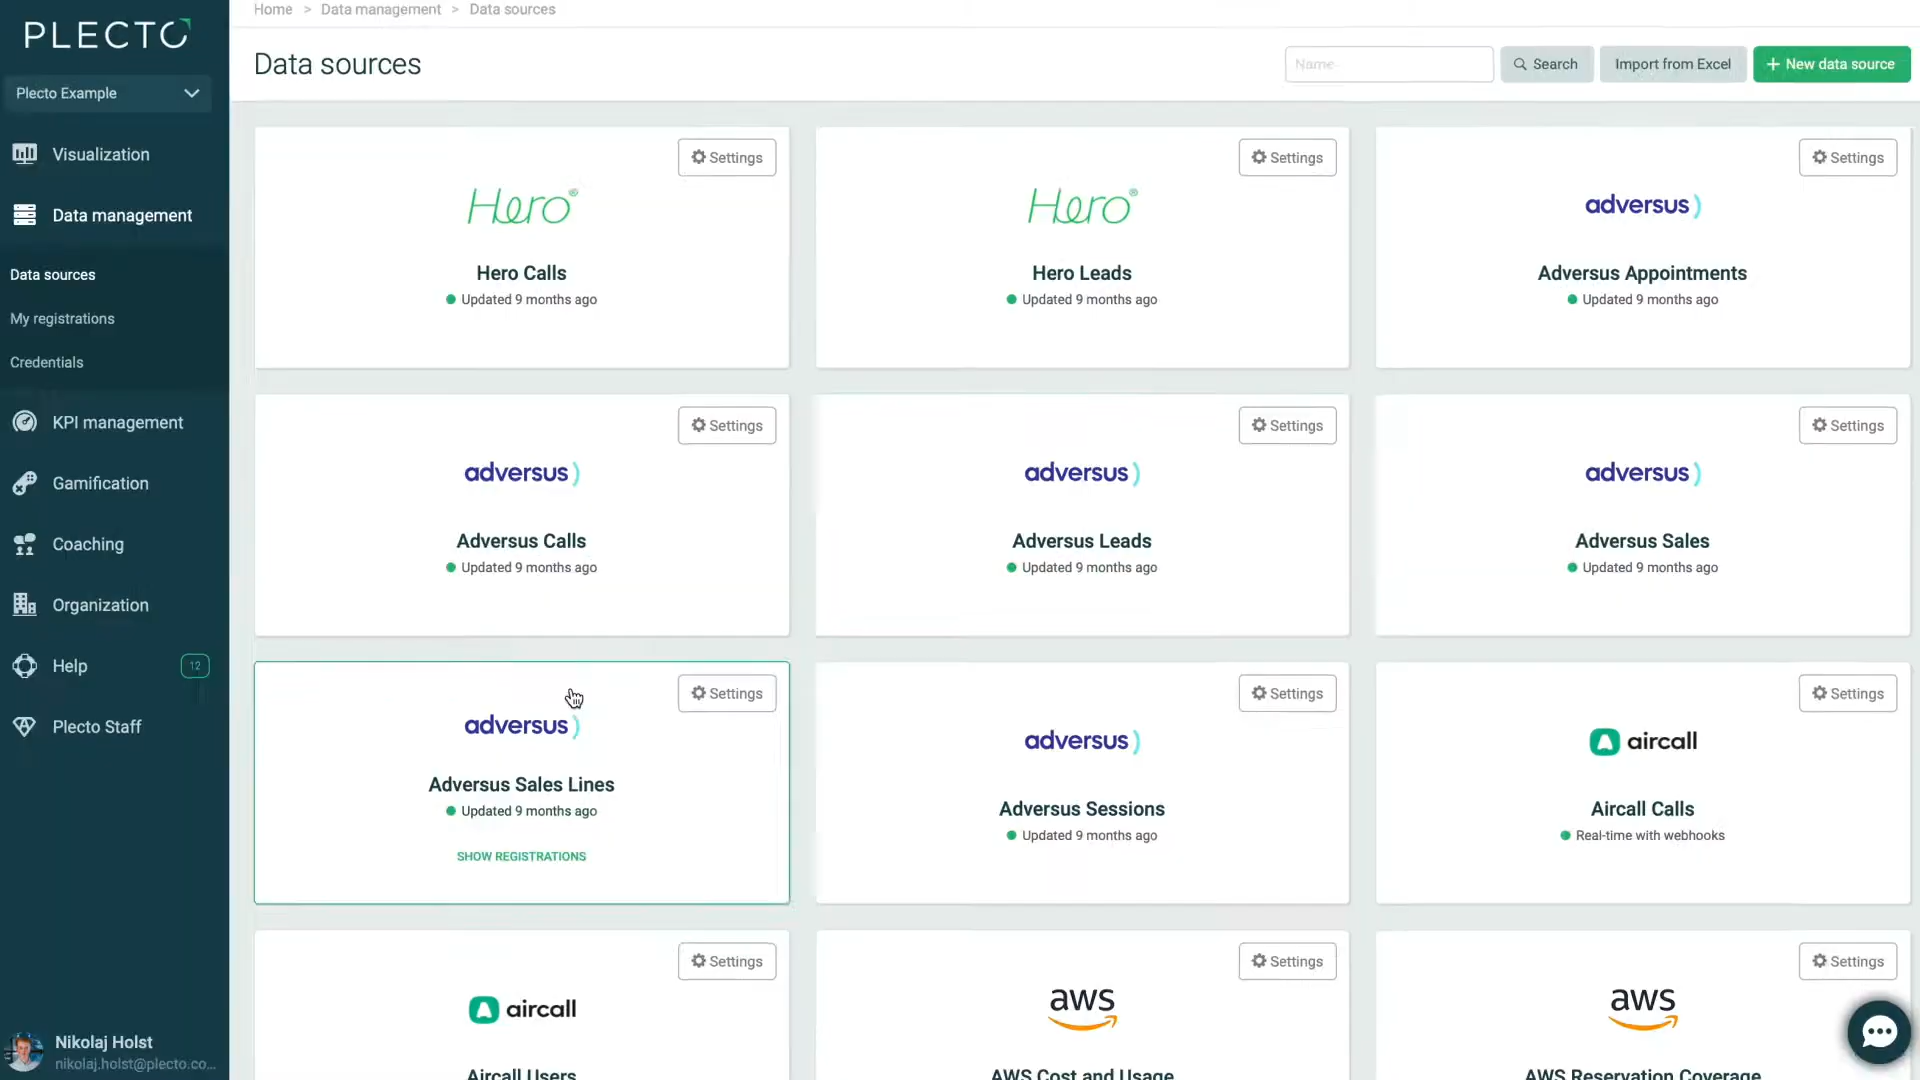 Home > Data management > Data sources
PLECTO
Plecto Example
Visualization
Data management
Data sources
My registrations
Credentials
KPI management
Gamification
Coaching
Organization
Help 12
Plecto Staff
Nikolaj Holst
nikolaj.holst@plecto.co...
Data sources
Name
Search
Import from Excel
+ New data source
Settings
Hero®
Hero Calls
Updated 9 months ago
Settings
Hero®
Hero Leads
Updated 9 months ago
Settings
adversus
Adversus Appointments
Updated 9 months ago
Settings
adversus
Adversus Calls
Updated 9 months ago
Settings
adversus
Adversus Leads
Updated 9 months ago
Settings
adversus
Adversus Sales
Updated 9 months ago
Settings
adversus
Adversus Sales Lines
Updated 9 months ago
SHOW REGISTRATIONS
Settings
adversus
Adversus Sessions
Updated 9 months ago
Settings
aircall
Aircall Calls
Real-time with webhooks
Settings
aircall
Aircall Users
Settings
aws
AWS Cost and Usage
Settings
aws
AWS Reservation Coverage